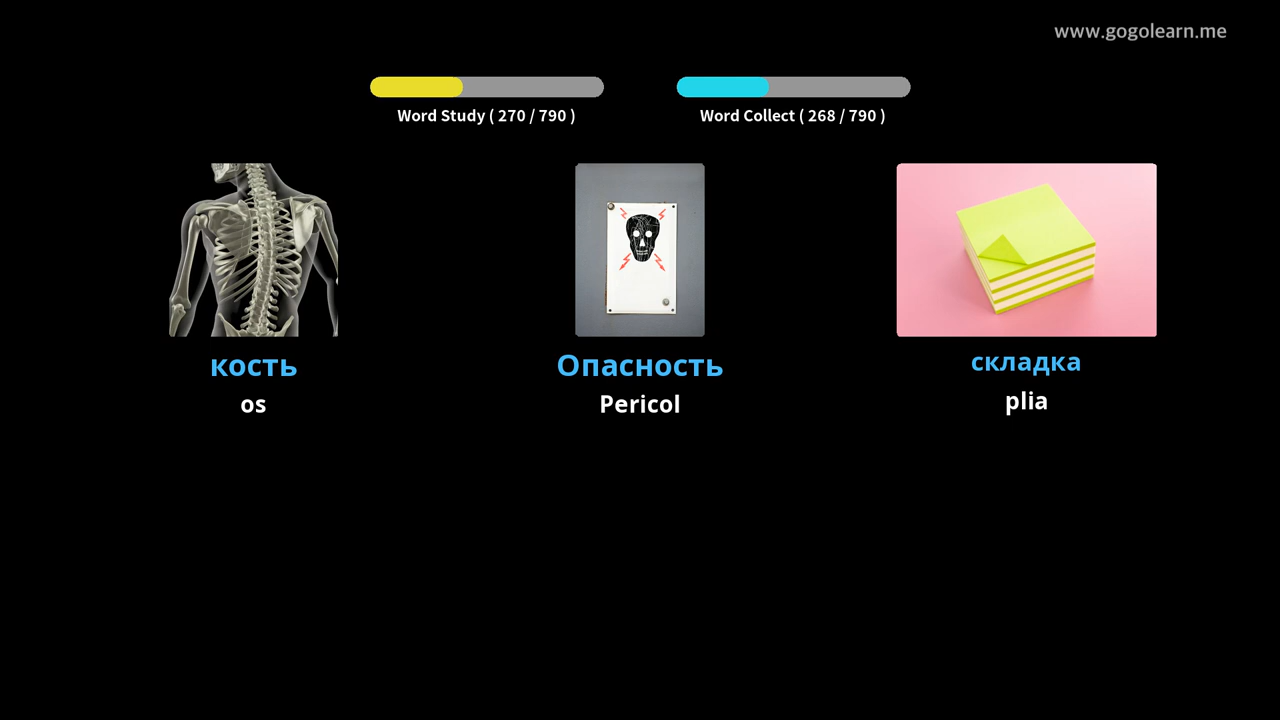 www.gogolearn.me
Word Study ( 270 / 790 )
Word Collect ( 268 / 790 )
кость
os
Опасность
Pericol
складка
plia